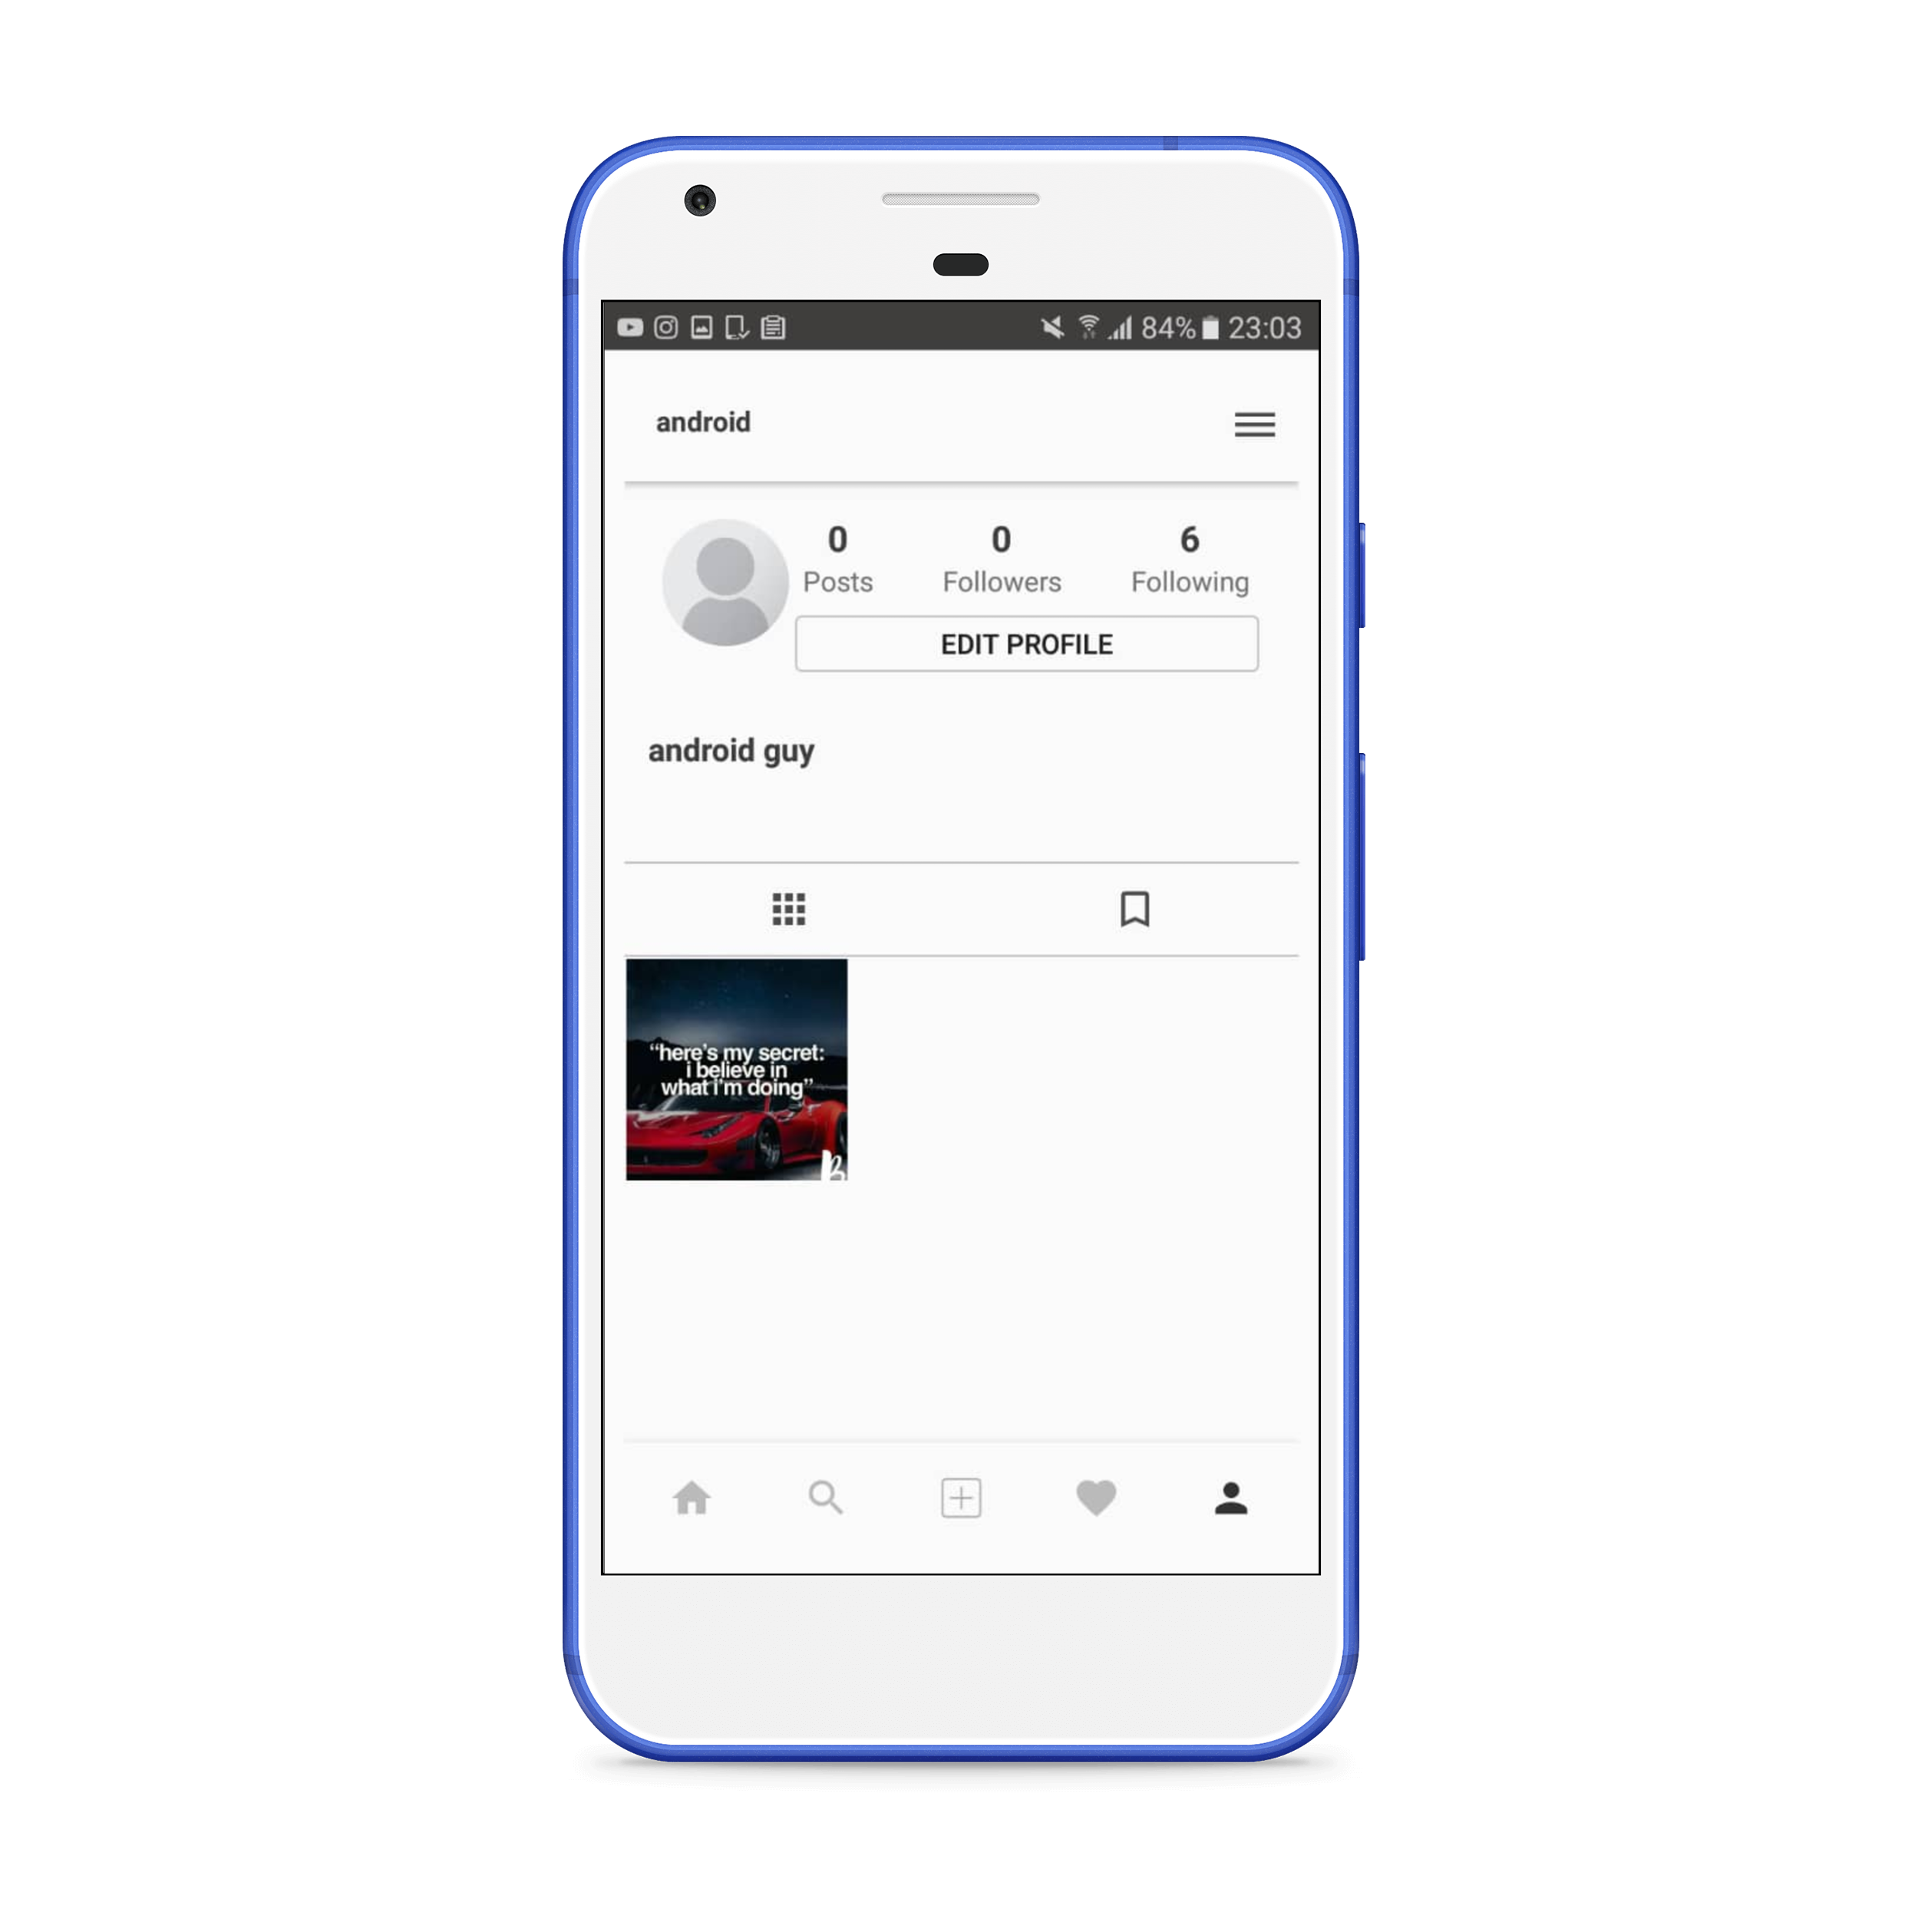 84% 23:03
android
0 0 6
Posts Followers Following
EDIT PROFILE
android guy
“here's my secret:
i believe in
what i'm doing”
B